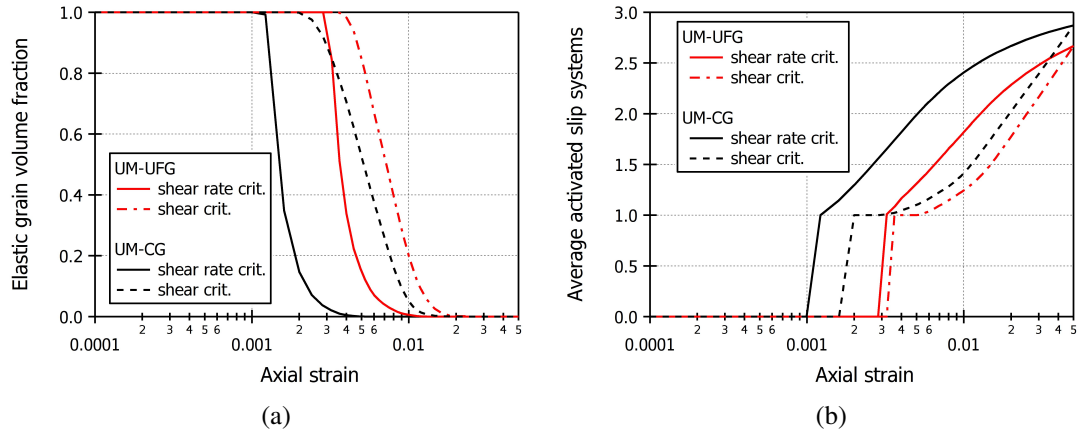 Elastic grain volume fraction
1.0
0.8
0.6
0.4
0.2
0.0
UM-UFG
shear rate crit.
shear crit.
UM-CG
shear rate crit.
shear crit.
2 3 4 5 6 2 3 4 5 6 2 3 4 5
0.0001 0.001 0.01
Axial strain
(a)
Average activated slip systems
3.0
2.5
2.0
1.5
1.0
0.5
0.0
UM-UFG
shear rate crit.
shear crit.
UM-CG
shear rate crit.
shear crit.
2 3 4 5 6 2 3 4 5 6 2 3 4 5
0.0001 0.001 0.01
Axial strain
(b)